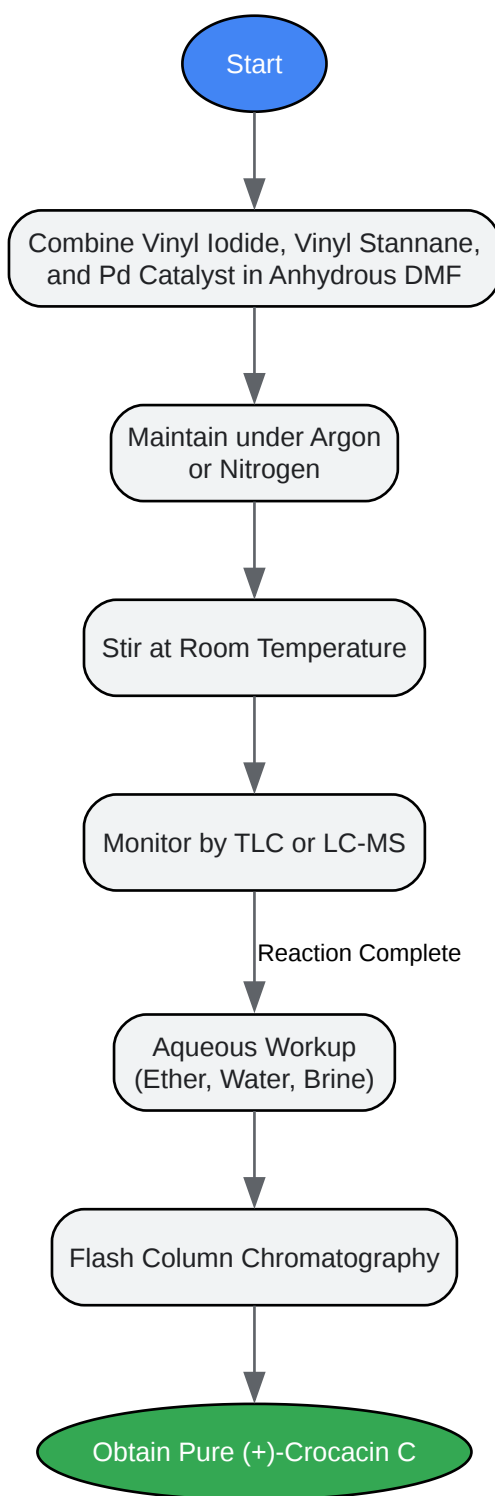 Start
Combine Vinyl Iodide, Vinyl Stannane,
and Pd Catalyst in Anhydrous DMF
Maintain under Argon
or Nitrogen
Stir at Room Temperature
Monitor by TLC or LC-MS
Reaction Complete
Aqueous Workup
(Ether, Water, Brine)
Flash Column Chromatography
Obtain Pure (+)-Crocacin C